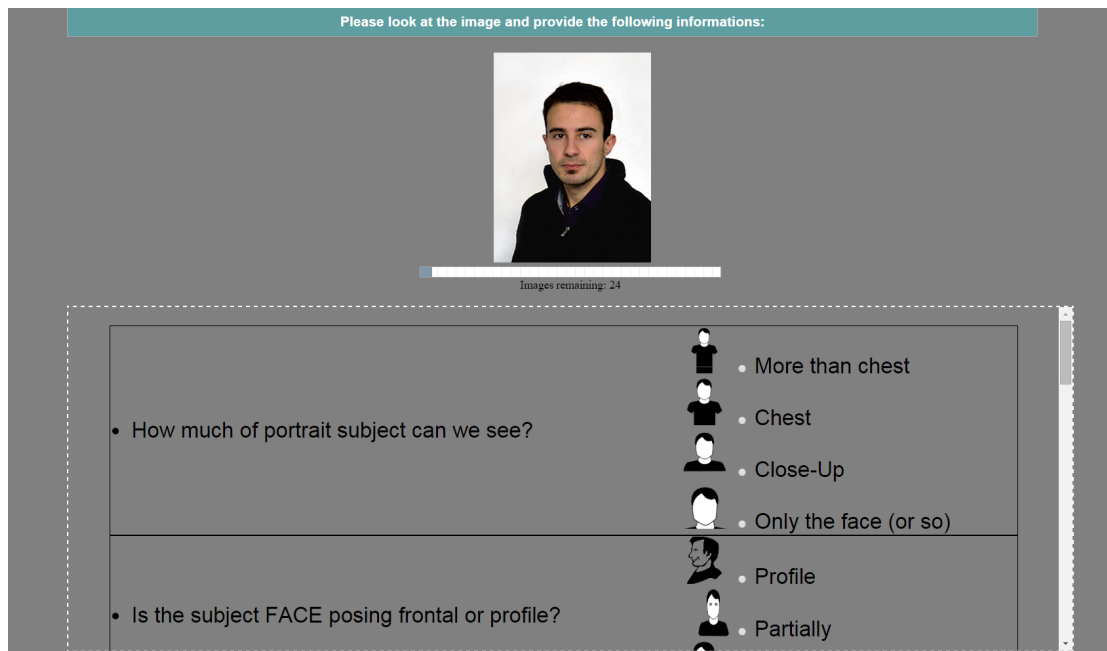 Please look at the image and provide the following informations:
Images remaining: 24
How much of portrait subject can we see?
More than chest
Chest
Close-Up
Only the face (or so)
Is the subject FACE posing frontal or profile?
Profile
Partially